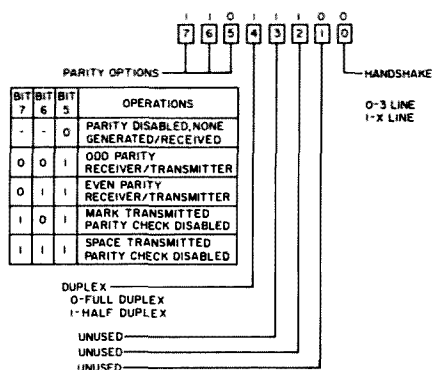 1 1 0 1 1 1 0 0
7 6 5 4 3 2 1 0
PARITY OPTIONS
HANDSHAKE
0-3 LINE
1-X LINE
BIT 7 BIT 6 BIT 5 OPERATIONS
- - 0 PARITY DISABLED, NONE GENERATED/RECEIVED
0 0 1 ODD PARITY RECEIVER/TRANSMITTER
0 1 1 EVEN PARITY RECEIVER/TRANSMITTER
1 0 1 MARK TRANSMITTED PARITY CHECK DISABLED
1 1 1 SPACE TRANSMITTED PARITY CHECK DISABLED
DUPLEX
0-FULL DUPLEX
1-HALF DUPLEX
UNUSED
UNUSED
UNUSED